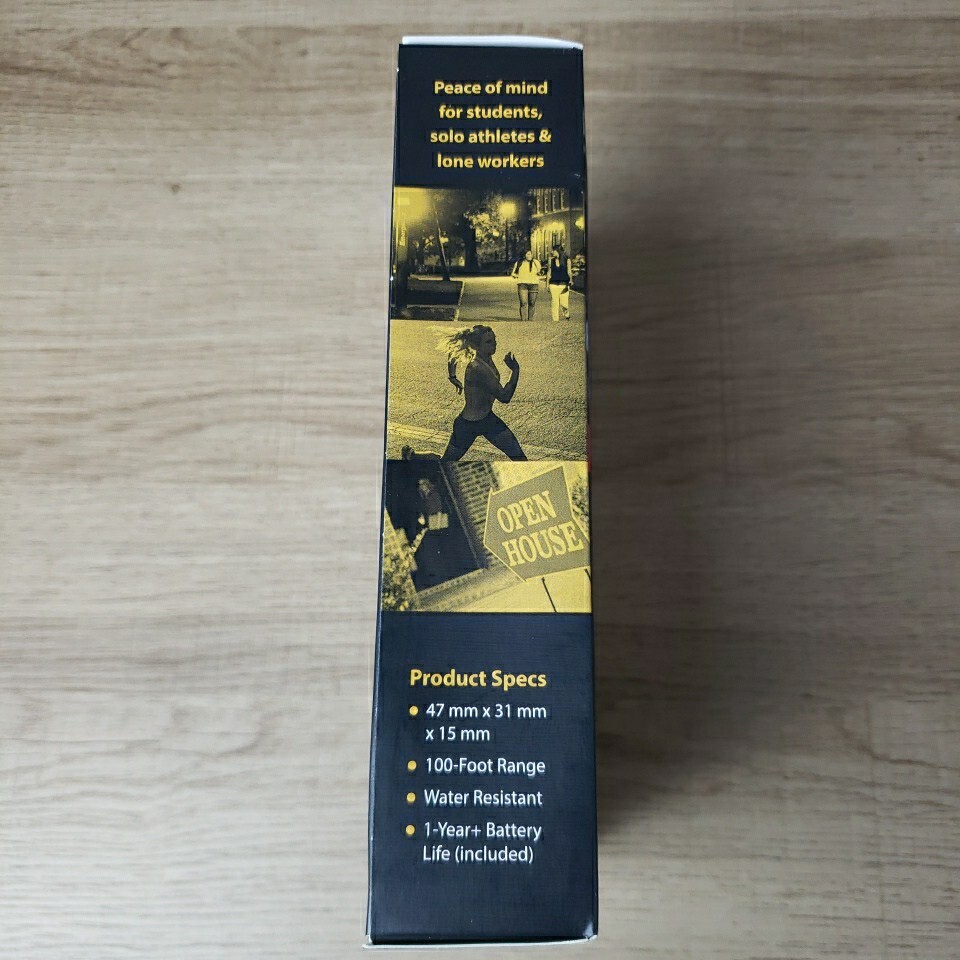 Peace of mind
for students,
solo athletes &
lone workers
OPEN
HOUSE
Product Specs
• 47 mm x 31 mm
x 15 mm
• 100-Foot Range
• Water Resistant
• 1-Year+ Battery
Life (included)